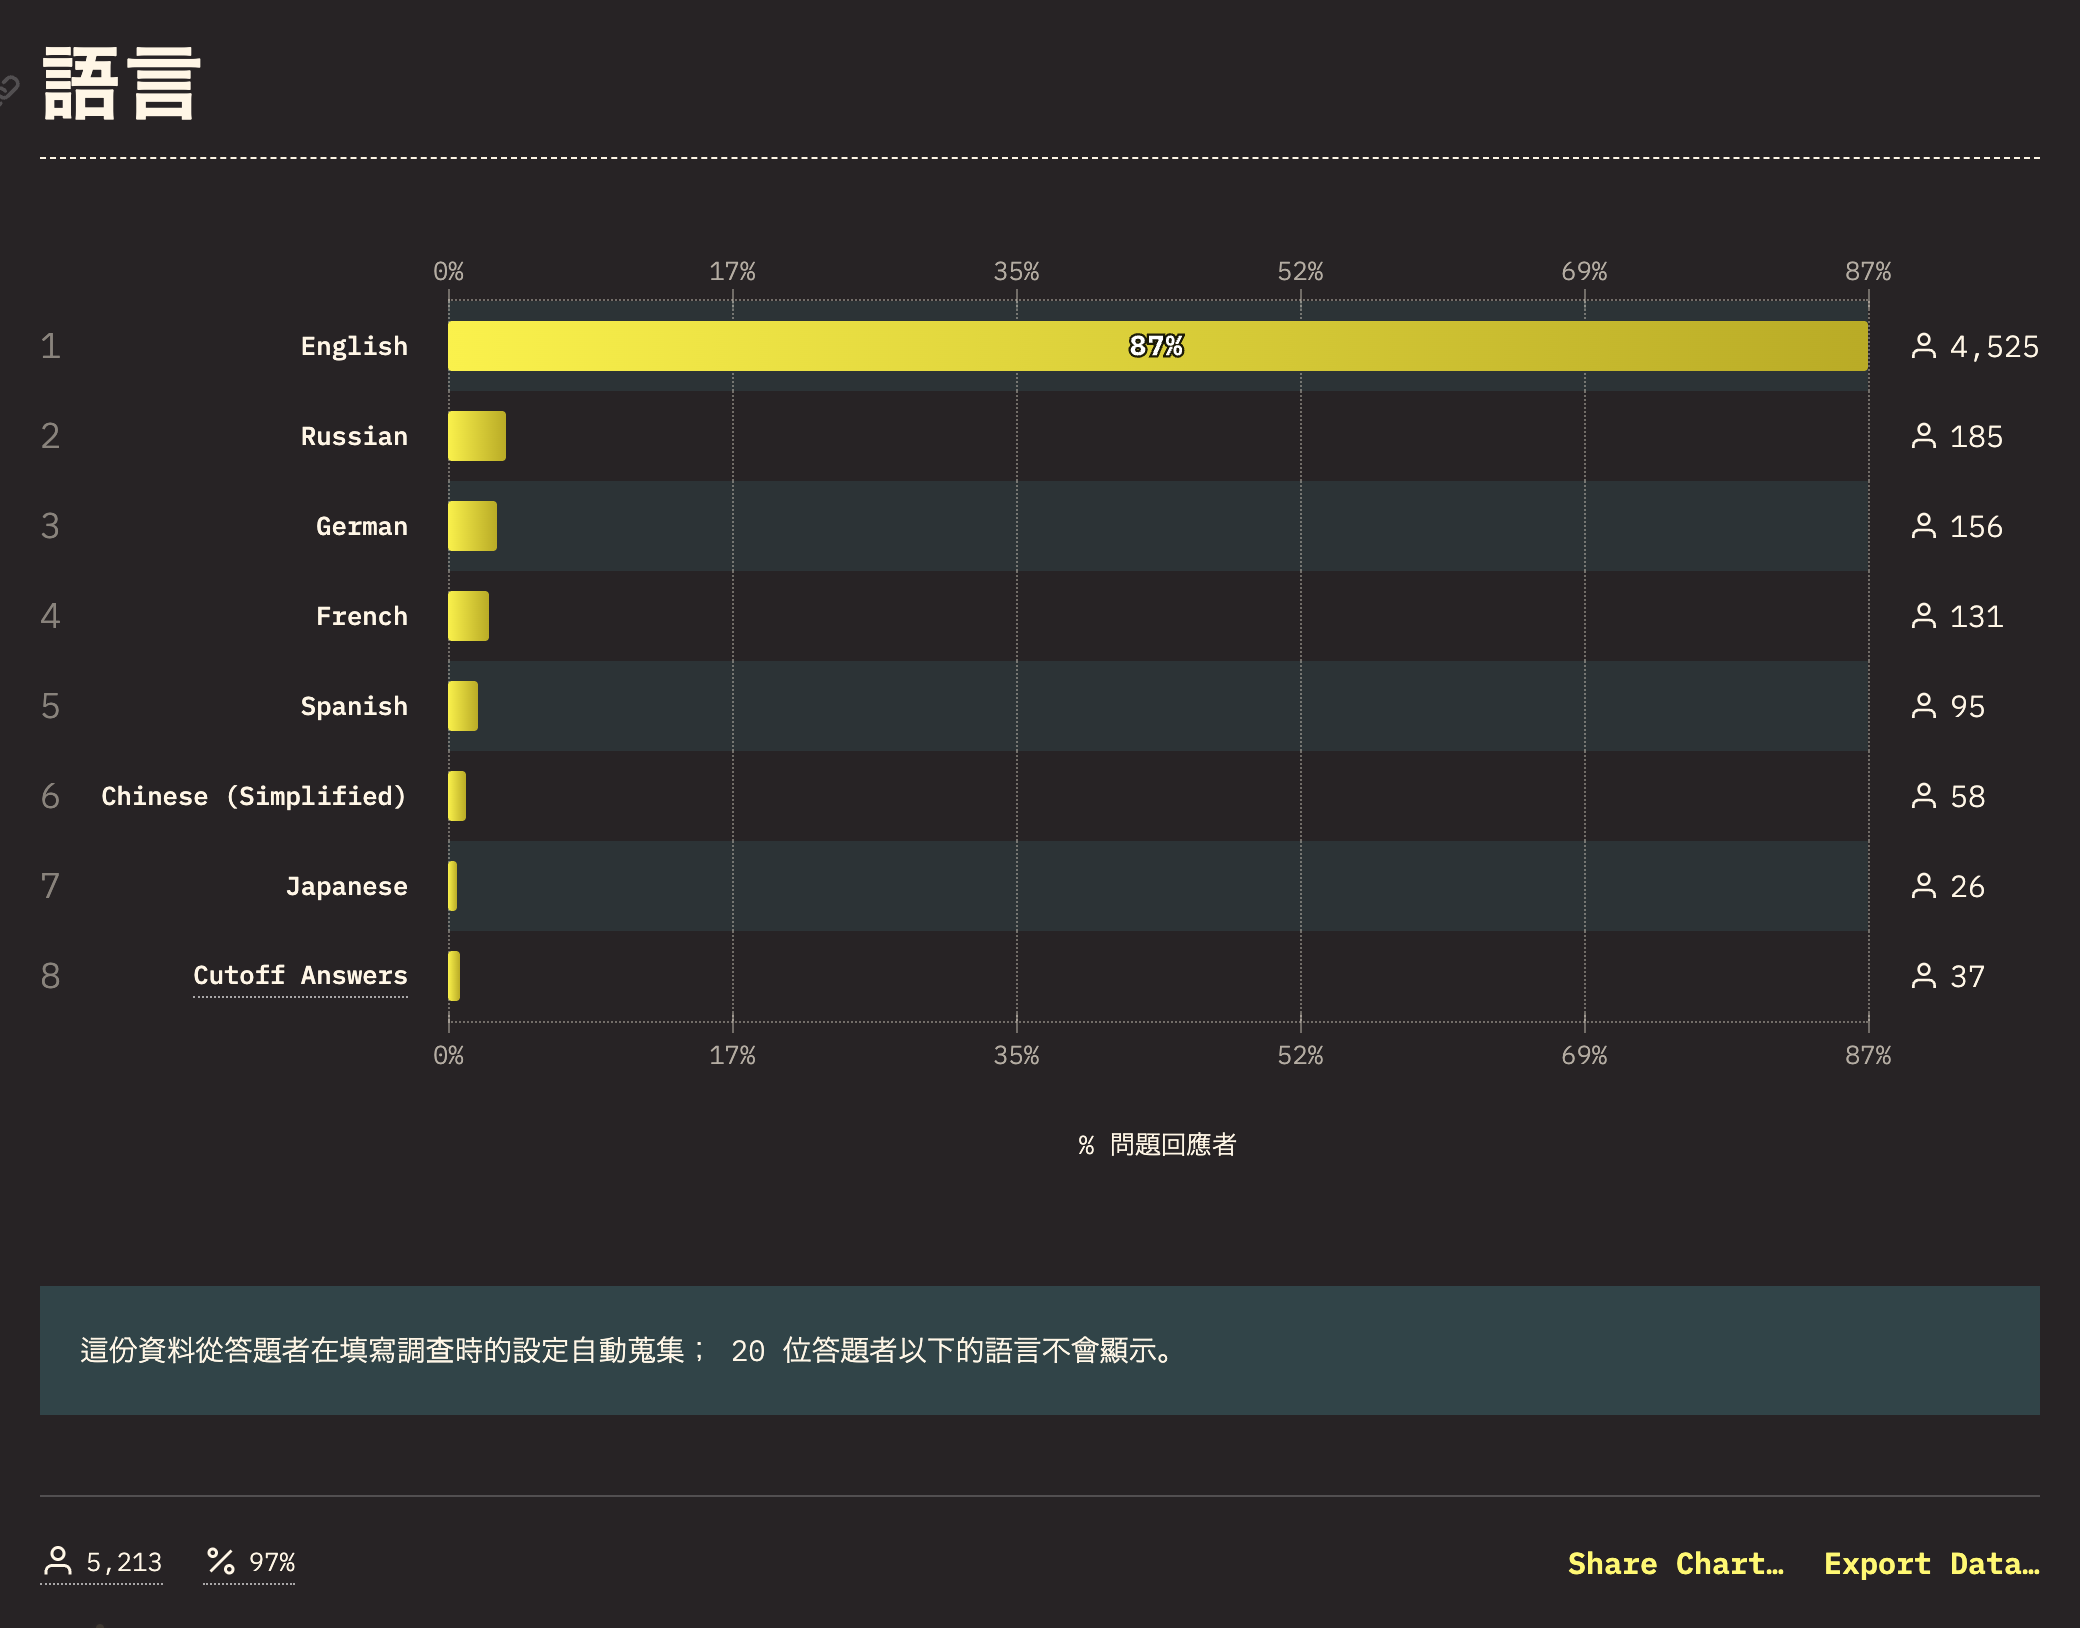 語言
0% 17% 35% 52% 69% 87%
1 English 87% 4,525
2 Russian 185
3 German 156
4 French 131
5 Spanish 95
6 Chinese (Simplified) 58
7 Japanese 26
8 Cutoff Answers 37
0% 17% 35% 52% 69% 87%
% 問題回應者
這份資料從答題者在填寫調查時的設定自動蒐集； 20 位答題者以下的語言不會顯示。
5,213 97% Share Chart… Export Data…